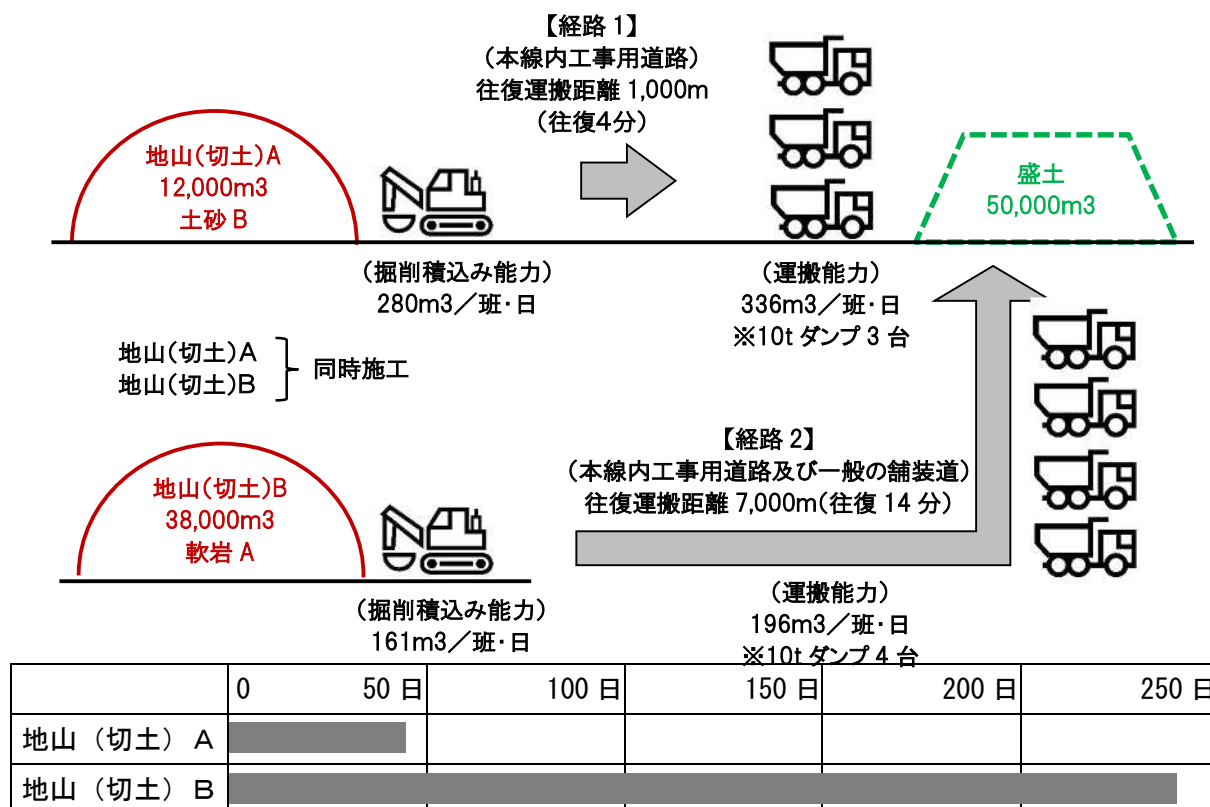 【経路 1】
(本線内工事用道路)
往復運搬距離 1,000m
(往復4分)
地山(切土)A
12,000m3
土砂 B
盛土
50,000m3
(掘削積込み能力)
280m3/班・日
(運搬能力)
336m3/班・日
※10t ダンプ 3 台
地山(切土)A
地山(切土)B
同時施工
【経路 2】
(本線内工事用道路及び一般の舗装道)
往復運搬距離 7,000m(往復 14 分)
地山(切土)B
38,000m3
軟岩 A
(掘削積込み能力)
161m3/班・日
(運搬能力)
196m3/班・日
※10t ダンプ 4 台
0 50 日 100 日 150 日 200 日 250 日
地山(切土)A
地山(切土)B